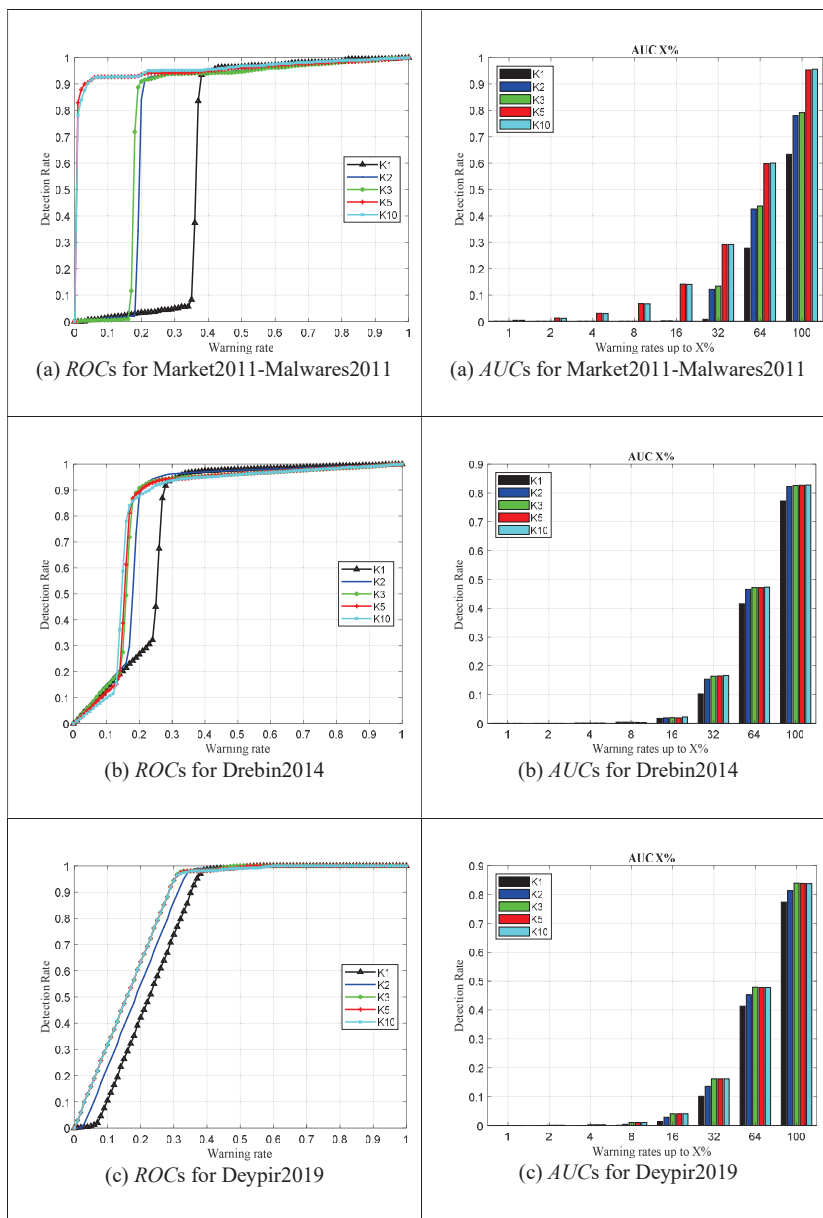 1
0.9
0.8
0.7
0.6
0.5
0.4
0.3
0.2
0.1
0
Detection Rate
K1
K2
K3
K5
K10
0 0.1 0.2 0.3 0.4 0.5 0.6 0.7 0.8 0.9 1
Warning rate
(a) ROCs for Market2011-Malwares2011
AUC X%
1
0.9
0.8
0.7
0.6
0.5
0.4
0.3
0.2
0.1
0
Detection Rate
K1
K2
K3
K5
K10
1 2 4 8 16 32 64 100
Warning rates up to X%
(a) AUCs for Market2011-Malwares2011
1
0.9
0.8
0.7
0.6
0.5
0.4
0.3
0.2
0.1
0
Detection Rate
K1
K2
K3
K5
K10
0 0.1 0.2 0.3 0.4 0.5 0.6 0.7 0.8 0.9 1
Warning rate
(b) ROCs for Drebin2014
AUC X%
0.9
0.8
0.7
0.6
0.5
0.4
0.3
0.2
0.1
0
Detection Rate
K1
K2
K3
K5
K10
1 2 4 8 16 32 64 100
Warning rates up to X%
(b) AUCs for Drebin2014
1
0.9
0.8
0.7
0.6
0.5
0.4
0.3
0.2
0.1
0
Detection Rate
K1
K2
K3
K5
K10
0 0.1 0.2 0.3 0.4 0.5 0.6 0.7 0.8 0.9 1
Warning rate
(c) ROCs for Deypir2019
AUC X%
0.9
0.8
0.7
0.6
0.5
0.4
0.3
0.2
0.1
0
Detection Rate
K1
K2
K3
K5
K10
1 2 4 8 16 32 64 100
Warning rates up to X%
(c) AUCs for Deypir2019